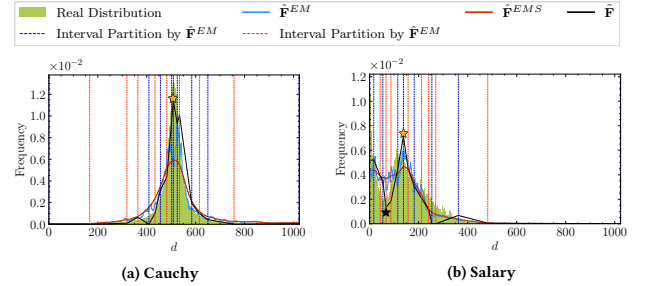 Real Distribution F̂^EM F̂^EMS F̃
Interval Partition by F̂^EM Interval Partition by F̂^EM
×10⁻²
1.2
1.0
0.8
0.6
0.4
0.2
0.0
Frequency
0 200 400 600 800 1000
d
(a) Cauchy
×10⁻²
1.2
1.0
0.8
0.6
0.4
0.2
0.0
Frequency
0 200 400 600 800 1000
d
(b) Salary